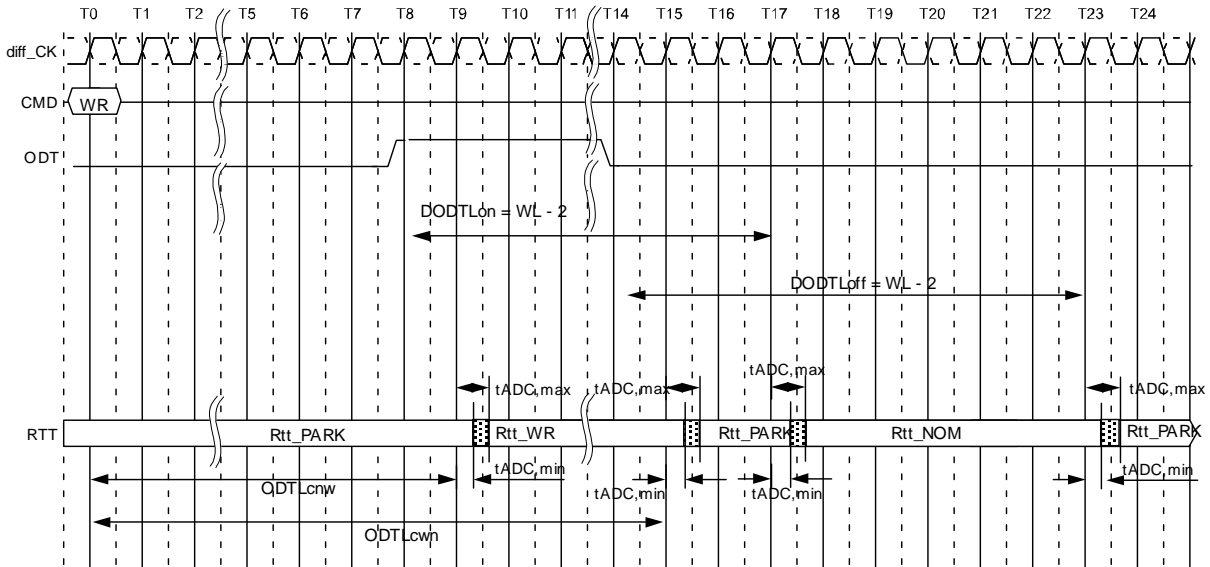 T0 T1 T2 T5 T6 T7 T8 T9 T10 T11 T14 T15 T16 T17 T18 T19 T20 T21 T22 T23 T24
diff_CK
CMD WR
ODT
DODTLon = WL - 2
DODTLoff = WL - 2
tADC,max
tADC,max tADC,max tADC,max
RTT Rtt_PARK Rtt_WR Rtt_PARK Rtt_NOM Rtt_PARK
tADC,min tADC,min
ODTLcnw tADC,min tADC,min
ODTLcwn